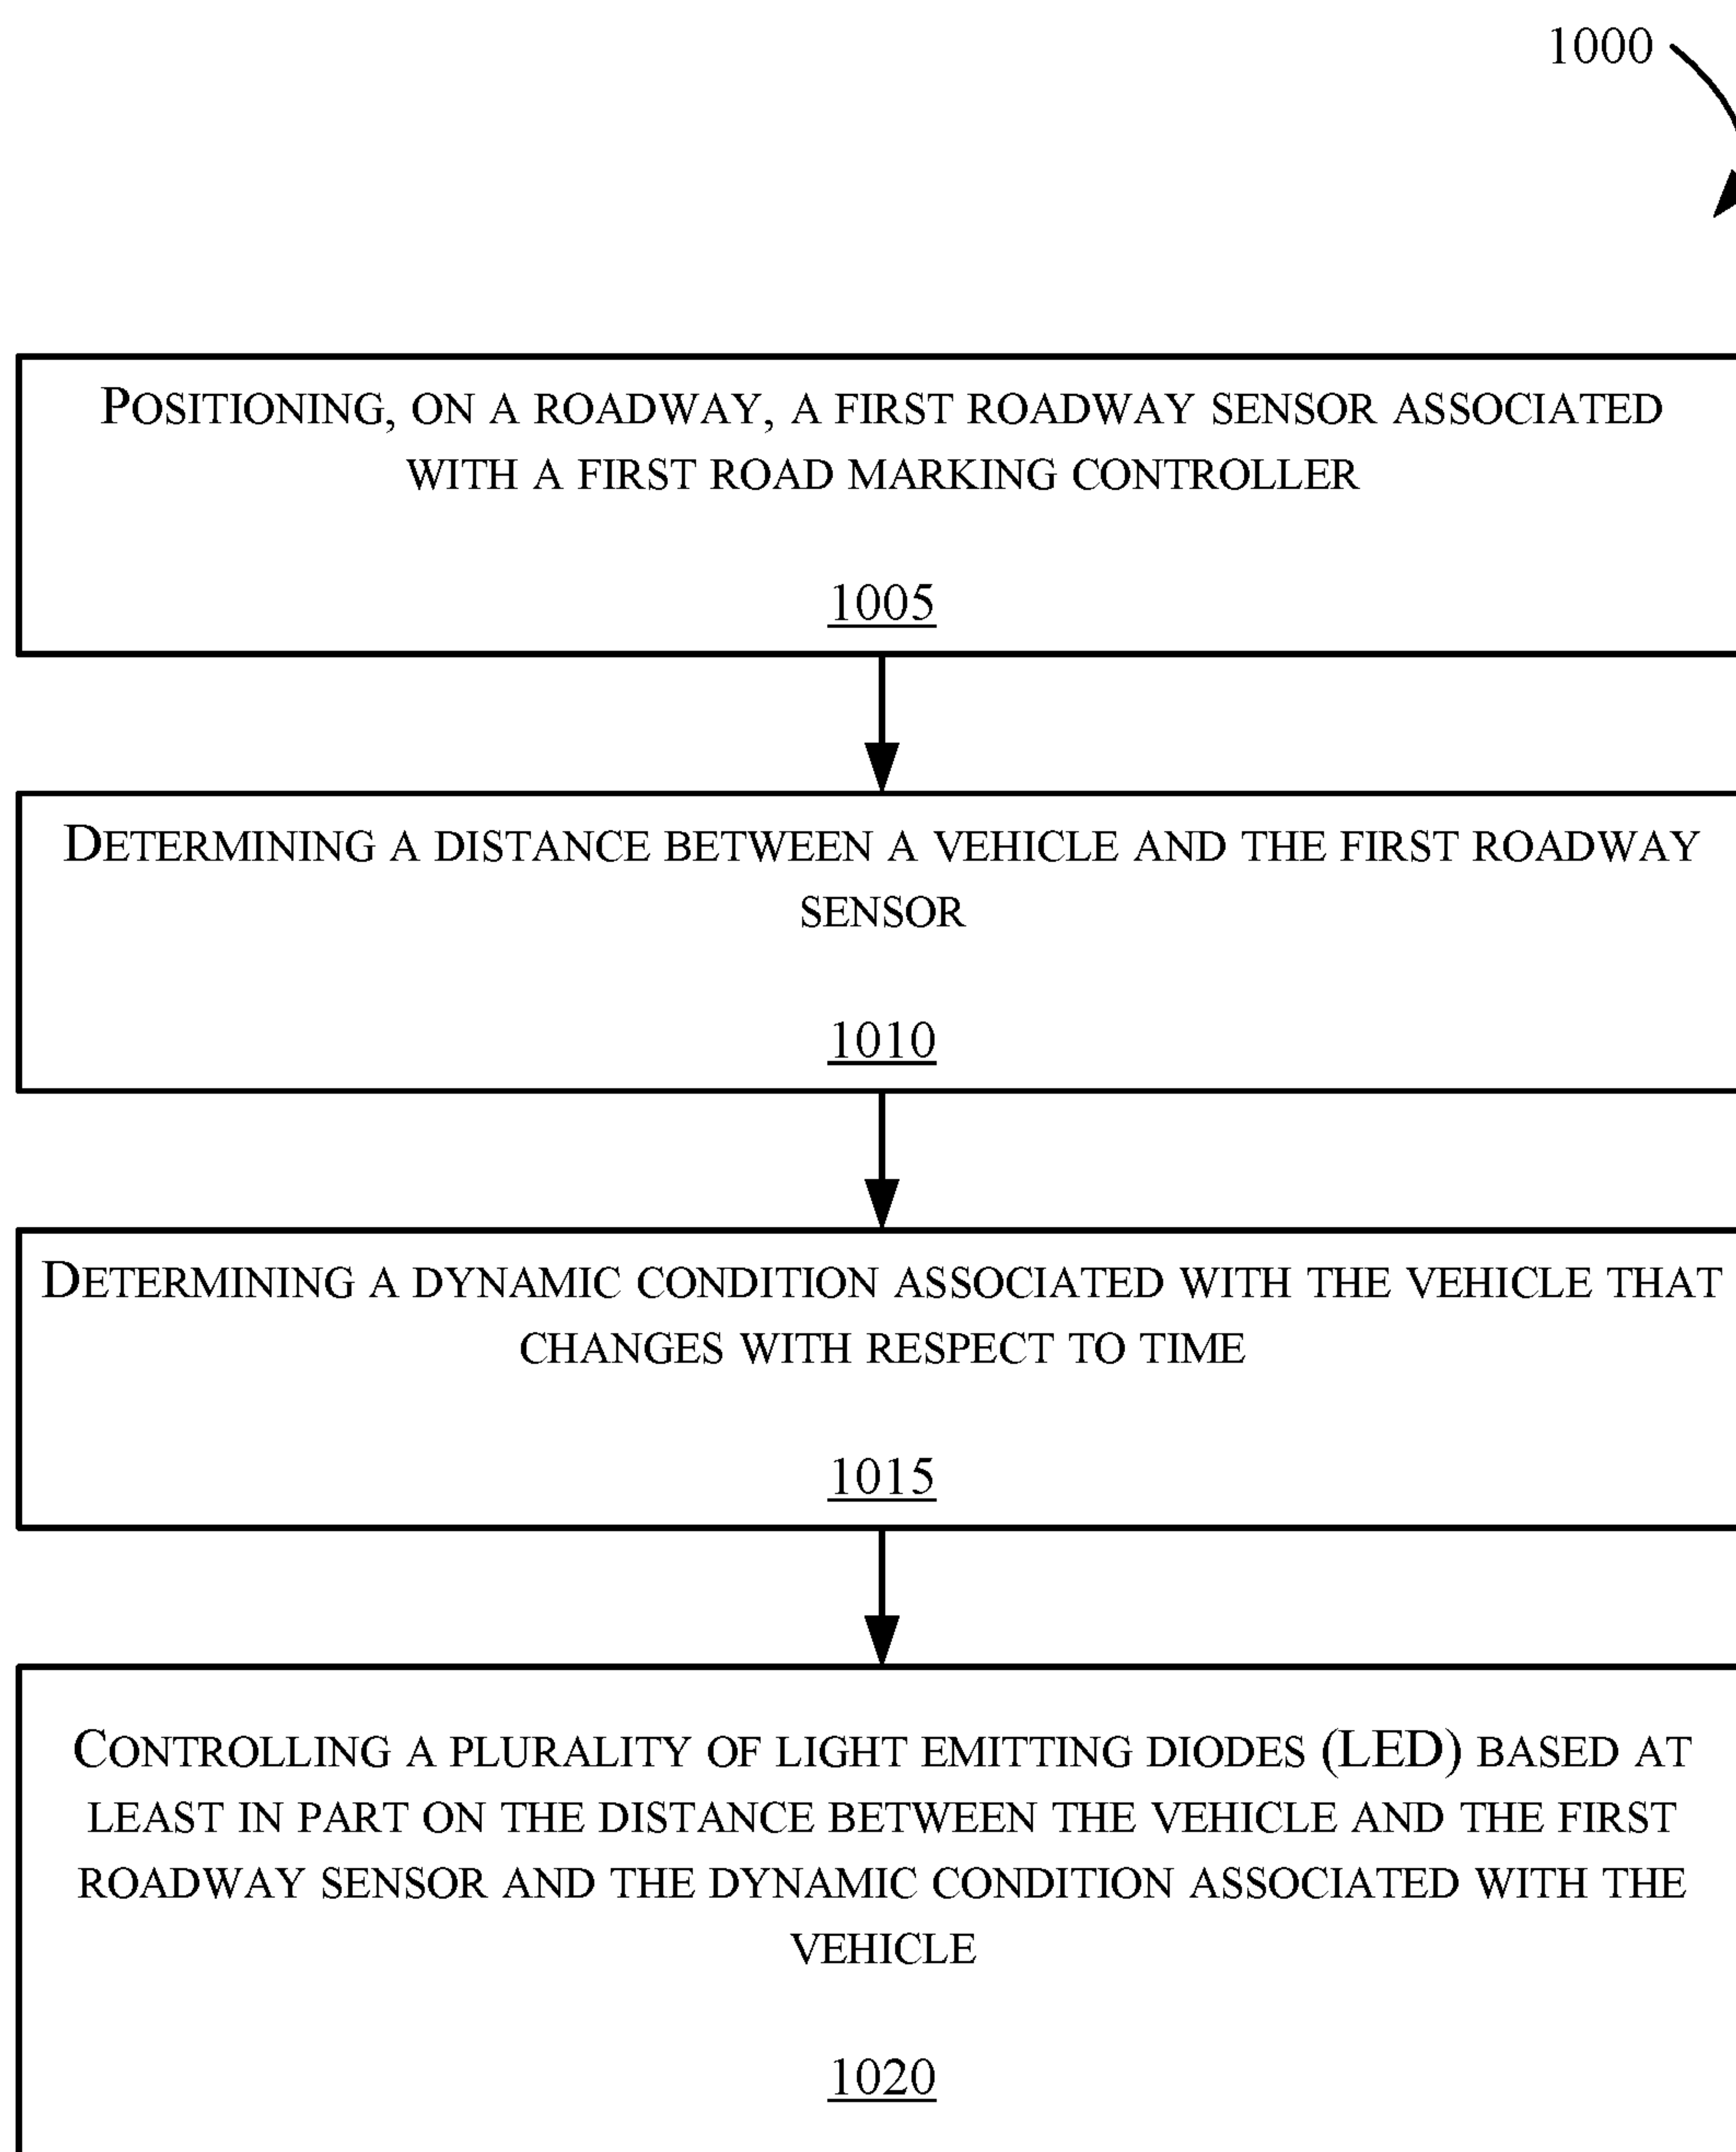 1000
POSITIONING, ON A ROADWAY, A FIRST ROADWAY SENSOR ASSOCIATED
WITH A FIRST ROAD MARKING CONTROLLER
1005
DETERMINING A DISTANCE BETWEEN A VEHICLE AND THE FIRST ROADWAY
SENSOR
1010
DETERMINING A DYNAMIC CONDITION ASSOCIATED WITH THE VEHICLE THAT
CHANGES WITH RESPECT TO TIME
1015
CONTROLLING A PLURALITY OF LIGHT EMITTING DIODES (LED) BASED AT
LEAST IN PART ON THE DISTANCE BETWEEN THE VEHICLE AND THE FIRST
ROADWAY SENSOR AND THE DYNAMIC CONDITION ASSOCIATED WITH THE
VEHICLE
1020